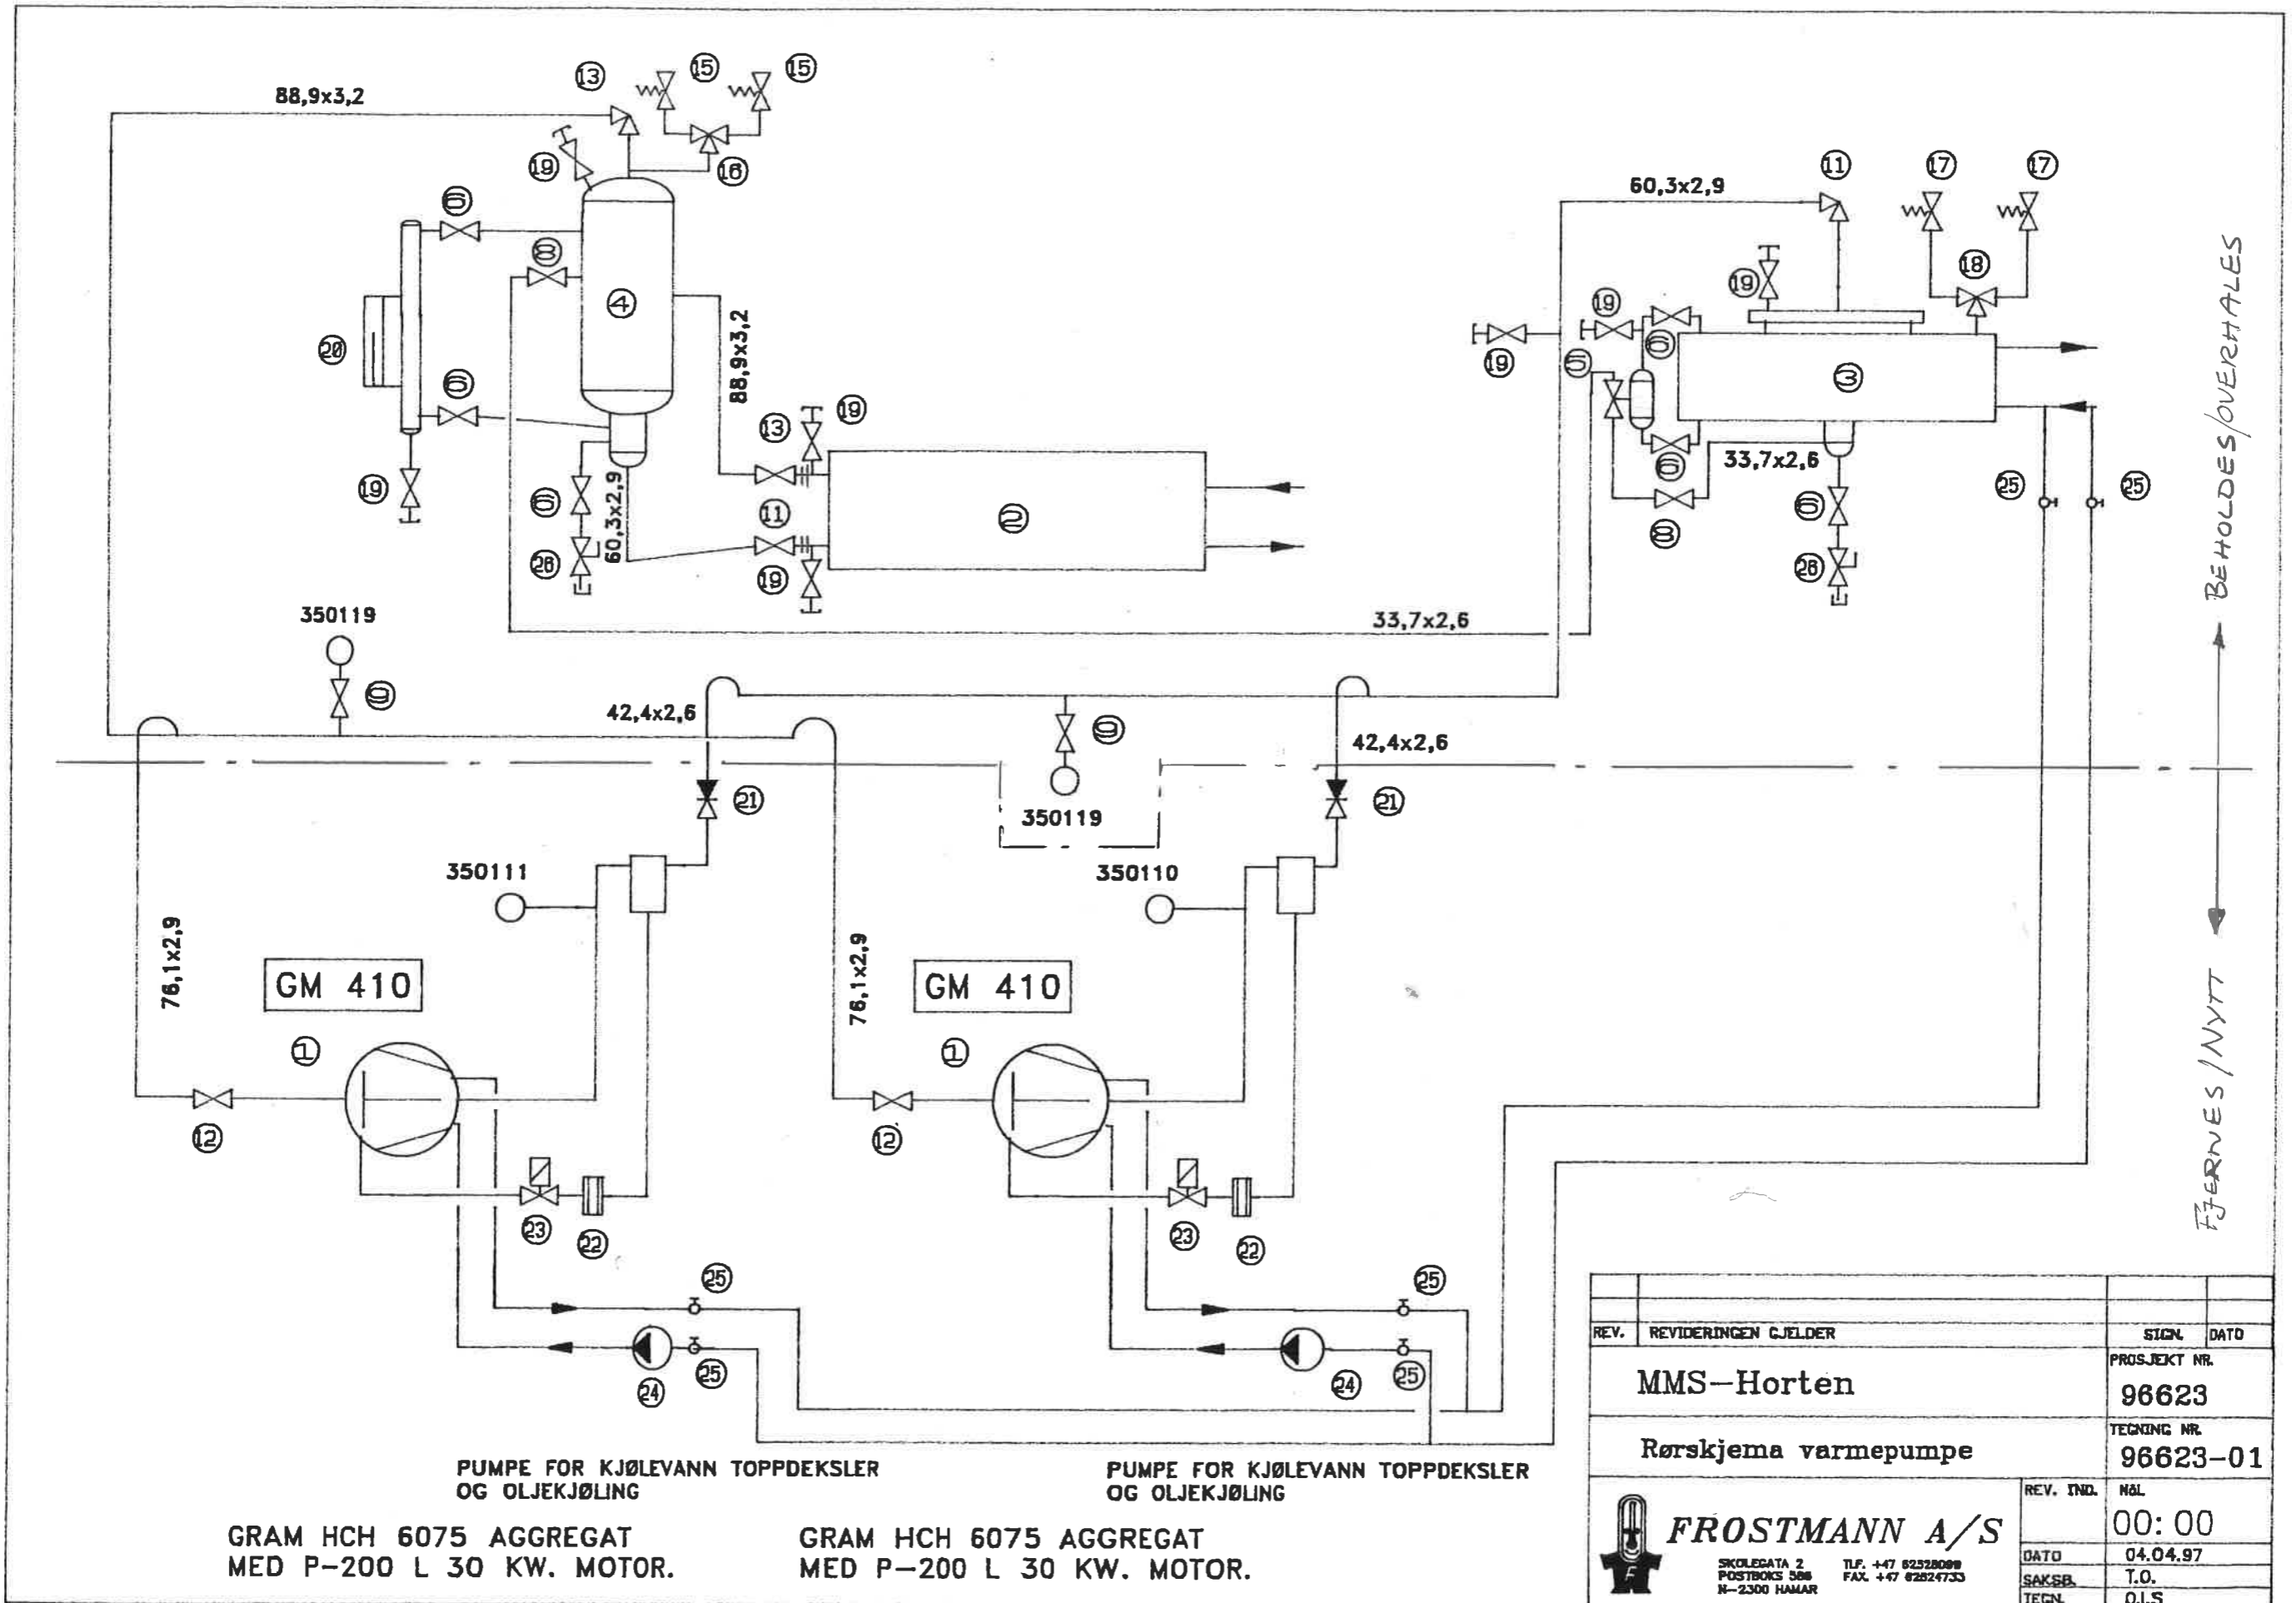 88,9x3,2
13
15
15
19
16
6
8
4
20
6
88,9x3,2
19
6
60,3x2,9
26
13
19
11
19
2
60,3x2,9
11
17
17
18
19
19
19
5
6
3
6
33,7x2,6
8
6
26
25
25
BEHOLDES/OVERHALES
33,7x2,6
350119
9
42,4x2,6
9
350119
42,4x2,6
21
21
350111
350110
76,1x2,9
GM 410
76,1x2,9
GM 410
FJERNES/NYTT
1
1
12
12
23
22
23
22
25
24
25
25
24
25
PUMPE FOR KJØLEVANN TOPPDEKSLER
OG OLJEKJØLING
PUMPE FOR KJØLEVANN TOPPDEKSLER
OG OLJEKJØLING
GRAM HCH 6075 AGGREGAT
MED P-200 L 30 KW. MOTOR.
GRAM HCH 6075 AGGREGAT
MED P-200 L 30 KW. MOTOR.
REV. REVIDERINGEN GJELDER SIGN. DATO
MMS-Horten
PROSJEKT NR.
96623
Rørskjema varmepumpe
TEGNING NR.
96623-01
F
FROSTMANN A/S
SKOLEGATA 2 TLF. +47 62528099
POSTBOKS 586 FAX. +47 62524733
N-2300 HAMAR
REV. IND. MÅL
00:00
DATO 04.04.97
SAKSB. T.O.
TEGN. O.I.S